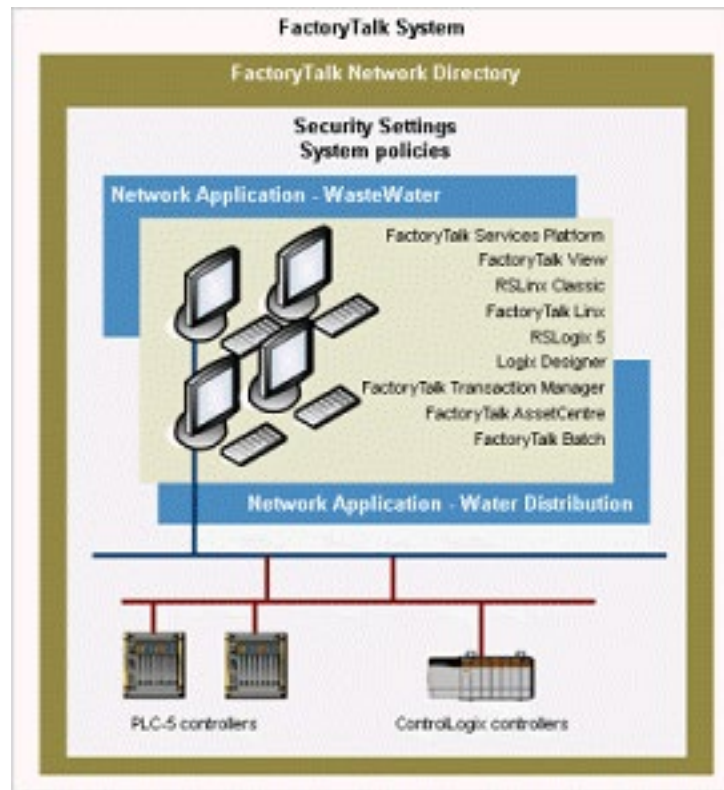 FactoryTalk System
FactoryTalk Network Directory
Security Settings
System policies
Network Application - WasteWater
FactoryTalk Services Platform
FactoryTalk View
RSLinx Classic
FactoryTalk Linx
RSLogix 5
Logix Designer
FactoryTalk Transaction Manager
FactoryTalk AssetCentre
FactoryTalk Batch
Network Application - Water Distribution
PLC-5 controllers
ControlLogix controllers